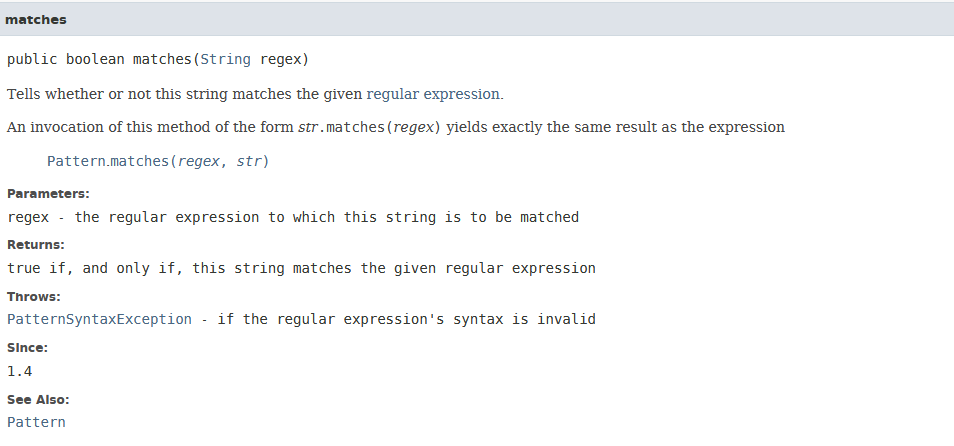 matches
public boolean matches(String regex)
Tells whether or not this string matches the given regular expression.
An invocation of this method of the form str.matches(regex) yields exactly the same result as the expression
Pattern.matches(regex, str)
Parameters:
regex - the regular expression to which this string is to be matched
Returns:
true if, and only if, this string matches the given regular expression
Throws:
PatternSyntaxException - if the regular expression's syntax is invalid
Since:
1.4
See Also:
Pattern